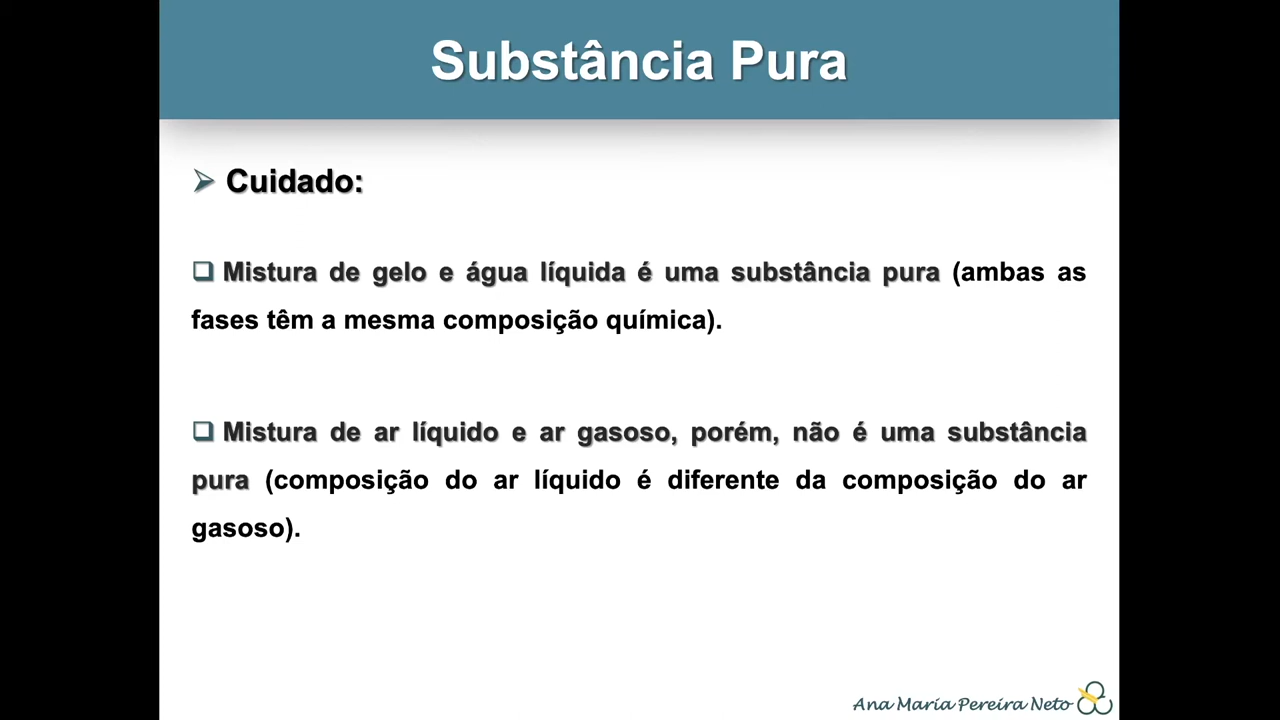 Substância Pura
Cuidado:
Mistura de gelo e água líquida é uma substância pura (ambas as
fases têm a mesma composição química).
Mistura de ar líquido e ar gasoso, porém, não é uma substância
pura (composição do ar líquido é diferente da composição do ar
gasoso).
Ana Maria Pereira Neto